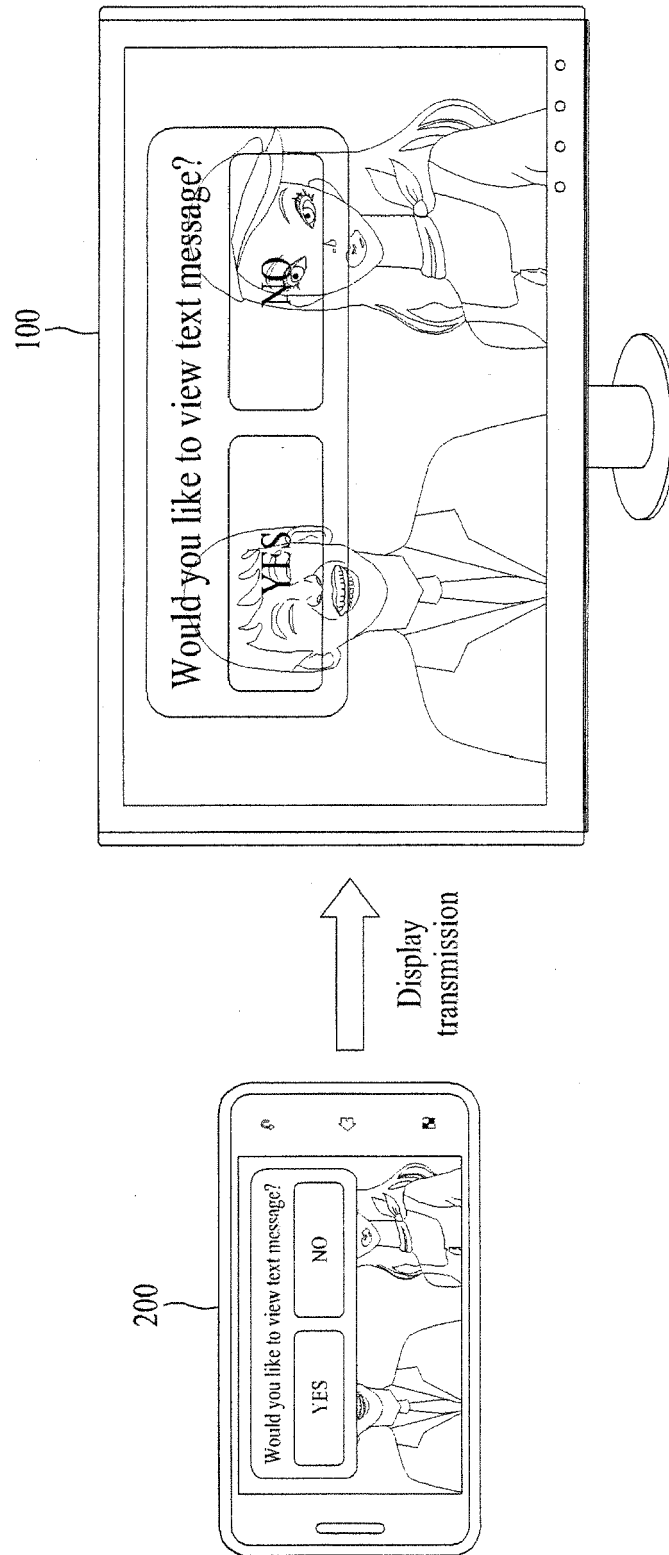 200
Would you like to view text message?
YES
NO
Display
transmission
100
Would you like to view text message?
YES
NO